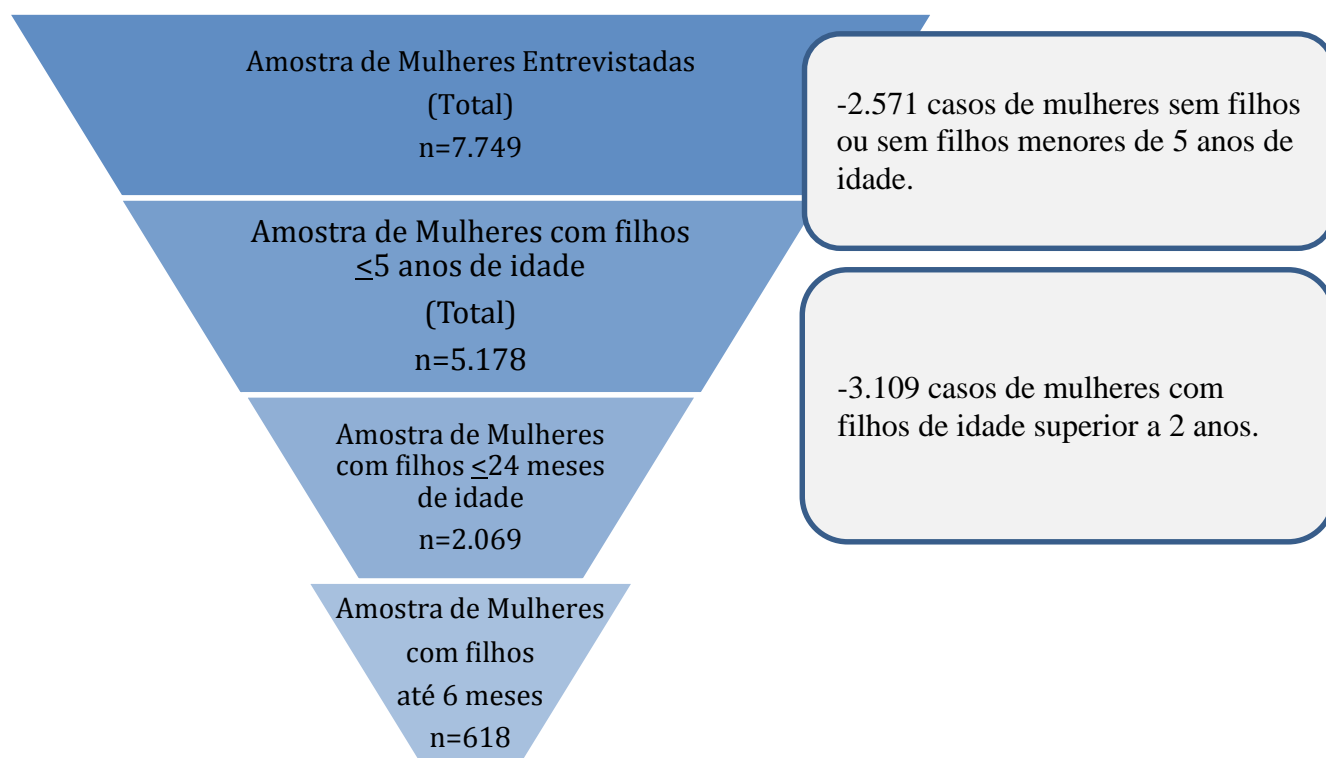 Amostra de Mulheres Entrevistadas
(Total)
n=7.749
-2.571 casos de mulheres sem filhos
ou sem filhos menores de 5 anos de
idade.
Amostra de Mulheres com filhos
≤5 anos de idade
(Total)
n=5.178
-3.109 casos de mulheres com
filhos de idade superior a 2 anos.
Amostra de Mulheres
com filhos ≤24 meses
de idade
n=2.069
Amostra de Mulheres
com filhos
até 6 meses
n=618